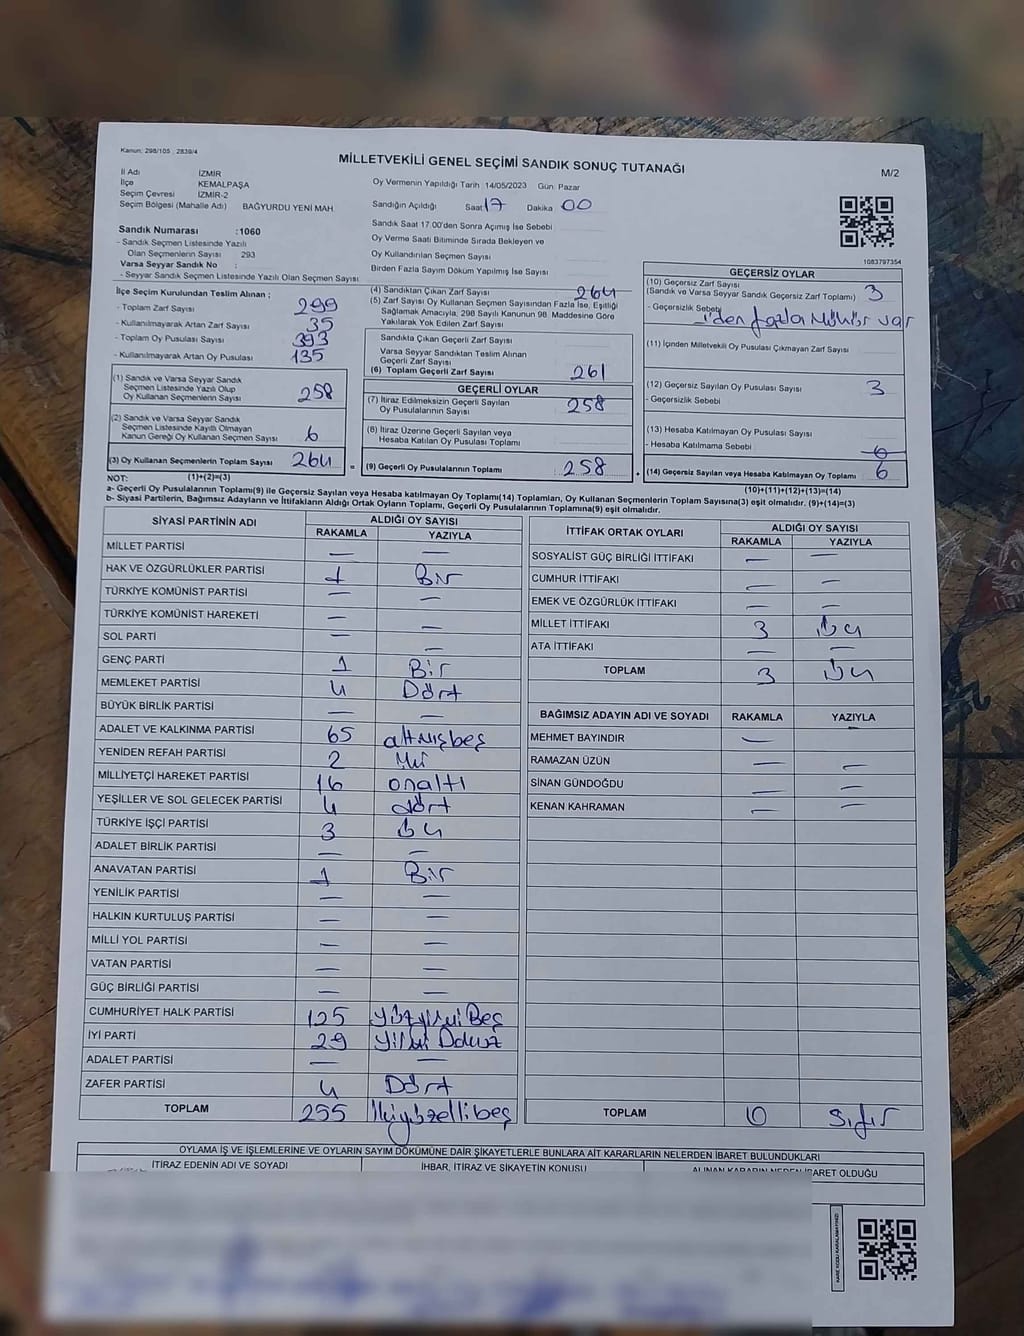 Kanun: 298/105 ; 2839/4
MİLLETVEKİLİ GENEL SEÇİMİ SANDIK SONUÇ TUTANAĞI
M/2
İl Adı İZMİR
İlçe KEMALPAŞA
Seçim Çevresi İZMİR-2
Seçim Bölgesi (Mahalle Adı) BAĞYURDU YENİ MAH
Oy Vermenin Yapıldığı Tarih 14/05/2023 Gün: Pazar
Sandığın Açıldığı Saat 17 Dakika 00
Sandık Saat 17:00'den Sonra Açımış İse Sebebi
Oy Verme Saati Bitiminde Sırada Bekleyen ve
Oy Kullandırılan Seçmen Sayısı
Birden Fazla Sayım Döküm Yapılmış İse Sayısı
1083797354
Sandık Numarası :1060
- Sandık Seçmen Listesinde Yazılı
Olan Seçmenlerin Sayısı 293
Varsa Seyyar Sandık No :
- Seyyar Sandık Seçmen Listesinde Yazılı Olan Seçmen Sayısı
İlçe Seçim Kurulundan Teslim Alınan ;
- Toplam Zarf Sayısı 299
- Kullanılmayarak Artan Zarf Sayısı 35
- Toplam Oy Pusulası Sayısı 393
- Kullanılmayarak Artan Oy Pusulası 135
(1) Sandık ve Varsa Seyyar Sandık
Seçmen Listesinde Yazılı Olup
Oy Kullanan Seçmenlerin Sayısı 258
(2) Sandık ve Varsa Seyyar Sandık
Seçmen Listesinde Kayıtlı Olmayan
Kanun Gereği Oy Kullanan Seçmen Sayısı 6
(3) Oy Kullanan Seçmenlerin Toplam Sayısı 264
(4) Sandıktan Çıkan Zarf Sayısı 264
(5) Zarf Sayısı Oy Kullanan Seçmen Sayısından Fazla İse, Eşitliği
Sağlamak Amacıyla, 298 Sayılı Kanunun 98. Maddesine Göre
Yakılarak Yok Edilen Zarf Sayısı
Sandıkta Çıkan Geçerli Zarf Sayısı
Varsa Seyyar Sandıktan Teslim Alınan
Geçerli Zarf Sayısı
(6) Toplam Geçerli Zarf Sayısı 261
GEÇERLİ OYLAR
(7) İtiraz Edilmeksizin Geçerli Sayılan
Oy Pusulalarının Sayısı 258
(8) İtiraz Üzerine Geçerli Sayılan veya
Hesaba Katılan Oy Pusulası Toplamı
= (9) Geçerli Oy Pusulalarının Toplamı 258
GEÇERSİZ OYLAR
(10) Geçersiz Zarf Sayısı
(Sandık ve Varsa Seyyar Sandık Geçersiz Zarf Toplamı) 3
- Geçersizlik Sebebi 1'den fazla Mühür var
(11) İçinden Milletvekili Oy Pusulası Çıkmayan Zarf Sayısı
(12) Geçersiz Sayılan Oy Pusulası Sayısı 3
- Geçersizlik Sebebi
(13) Hesaba Katılmayan Oy Pusulası Sayısı
- Hesaba Katılmama Sebebi
(14) Geçersiz Sayılan veya Hesaba Katılmayan Oy Toplamı 6
NOT: (1)+(2)=(3) (10)+(11)+(12)+(13)=(14)
a- Geçerli Oy Pusulalarının Toplamı(9) ile Geçersiz Sayılan veya Hesaba katılmayan Oy Toplamı(14) Toplamları, Oy Kullanan Seçmenlerin Toplam Sayısına(3) eşit olmalıdır. (9)+(14)=(3)
b- Siyasi Partilerin, Bağımsız Adayların ve İttifakların Aldığı Ortak Oyların Toplamı, Geçerli Oy Pusulalarının Toplamına(9) eşit olmalıdır.
SİYASİ PARTİNİN ADI ALDIĞI OY SAYISI
RAKAMLA YAZIYLA
MİLLET PARTİSİ — —
HAK VE ÖZGÜRLÜKLER PARTİSİ 1 Bir
TÜRKİYE KOMÜNİST PARTİSİ — —
TÜRKİYE KOMÜNİST HAREKETİ — —
SOL PARTİ — —
GENÇ PARTİ 1 Bir
MEMLEKET PARTİSİ 4 Dört
BÜYÜK BİRLİK PARTİSİ — —
ADALET VE KALKINMA PARTİSİ 65 altmışbeş
YENİDEN REFAH PARTİSİ 2 iki
MİLLİYETÇİ HAREKET PARTİSİ 16 onaltı
YEŞİLLER VE SOL GELECEK PARTİSİ 4 dört
TÜRKİYE İŞÇİ PARTİSİ 3 üç
ADALET BİRLİK PARTİSİ — —
ANAVATAN PARTİSİ 1 Bir
YENİLİK PARTİSİ — —
HALKIN KURTULUŞ PARTİSİ — —
MİLLİ YOL PARTİSİ — —
VATAN PARTİSİ — —
GÜÇ BİRLİĞİ PARTİSİ — —
CUMHURİYET HALK PARTİSİ 125 YüzyirmiBeş
İYİ PARTİ 29 Yirmi Dokuz
ADALET PARTİSİ — —
ZAFER PARTİSİ 4 Dört
TOPLAM 255 İkiyüzellibeş
İTTİFAK ORTAK OYLARI ALDIĞI OY SAYISI
RAKAMLA YAZIYLA
SOSYALİST GÜÇ BİRLİĞİ İTTİFAKI — —
CUMHUR İTTİFAKI — —
EMEK VE ÖZGÜRLÜK İTTİFAKI — —
MİLLET İTTİFAKI 3 üç
ATA İTTİFAKI — —
TOPLAM 3 üç
BAĞIMSIZ ADAYIN ADI VE SOYADI RAKAMLA YAZIYLA
MEHMET BAYINDIR —
RAMAZAN ÜZÜN — —
SİNAN GÜNDOĞDU — —
KENAN KAHRAMAN — —
TOPLAM 0 Sıfır
OYLAMA İŞ VE İŞLEMLERİNE VE OYLARIN SAYIM DÖKÜMÜNE DAİR ŞİKAYETLERLE BUNLARA AİT KARARLARIN NELERDEN İBARET BULUNDUKLARI
İTİRAZ EDENİN ADI VE SOYADI İHBAR, İTİRAZ VE ŞİKAYETİN KONUSU ALINAN KARARIN NEDEN İBARET OLDUĞU
KARE KODU KARALAMAYINIZ!